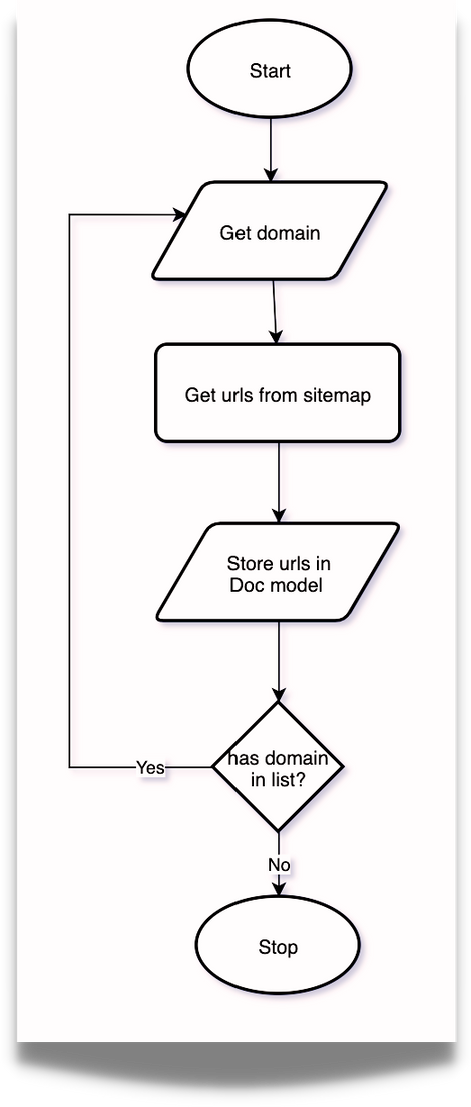 Start
Get domain
Get urls from sitemap
Store urls in
Doc model
has domain
in list?
Yes
No
Stop